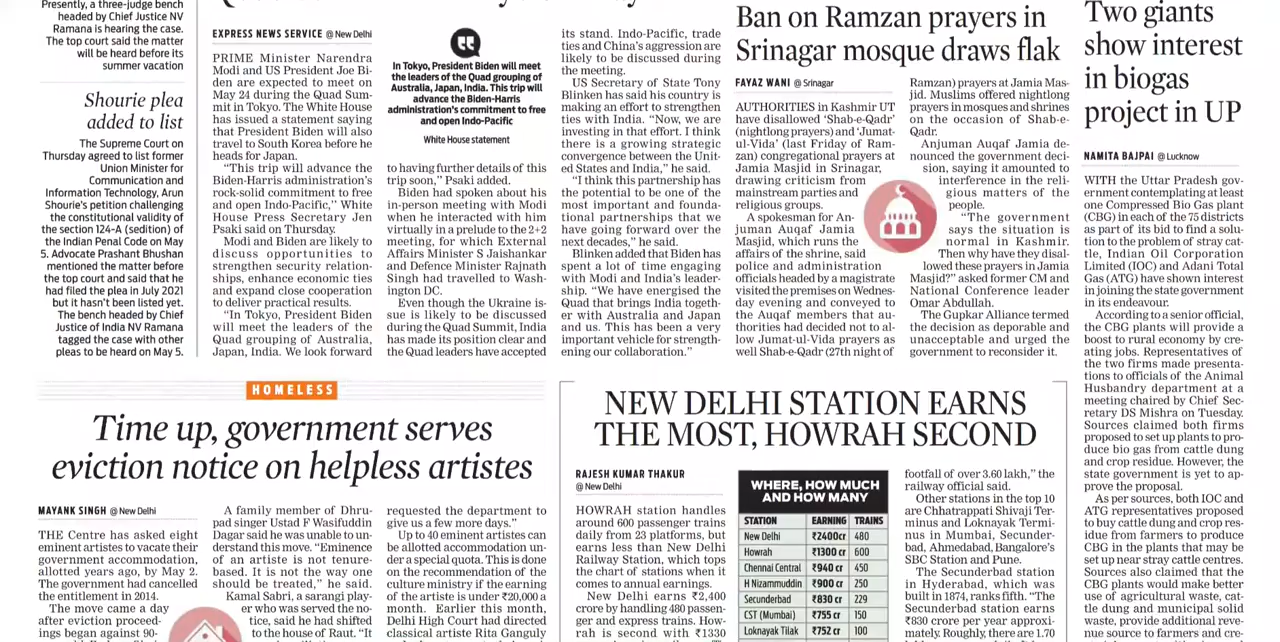 Presently, a three-judge bench
headed by Chief Justice NV
Ramana is hearing the case.
The top court said the matter
will be heard before its
summer vacation
Shourie plea
added to list
The Supreme Court on
Thursday agreed to list former
Union Minister for
Communication and
Information Technology, Arun
Shourie's petition challenging
the constitutional validity of
the section 124-A (sedition) of
the Indian Penal Code on May
5. Advocate Prashant Bhushan
mentioned the matter before
the top court and said that he
had filed the plea in July 2021
but it hasn't been listed yet.
The bench headed by Chief
Justice of India NV Ramana
tagged the case with other
pleas to be heard on May 5.
EXPRESS NEWS SERVICE @ New Delhi
PRIME Minister Narendra
Modi and US President Joe Bi-
den are expected to meet on
May 24 during the Quad Sum-
mit in Tokyo. The White House
has issued a statement saying
that President Biden will also
travel to South Korea before he
heads for Japan.
"This trip will advance the
Biden-Harris administration's
rock-solid commitment to free
and open Indo-Pacific," White
House Press Secretary Jen
Psaki said on Thursday.
Modi and Biden are likely to
discuss opportunities to
strengthen security relation-
ships, enhance economic ties
and expand close cooperation
to deliver practical results.
"In Tokyo, President Biden
will meet the leaders of the
Quad grouping of Australia,
Japan, India. We look forward
In Tokyo, President Biden will meet
the leaders of the Quad grouping of
Australia, Japan, India. This trip will
advance the Biden-Harris
administration's commitment to free
and open Indo-Pacific
White House statement
to having further details of this
trip soon," Psaki added.
Biden had spoken about his
in-person meeting with Modi
when he interacted with him
virtually in a prelude to the 2+2
meeting, for which External
Affairs Minister S Jaishankar
and Defence Minister Rajnath
Singh had travelled to Wash-
ington DC.
Even though the Ukraine is-
sue is likely to be discussed
during the Quad Summit, India
has made its position clear and
the Quad leaders have accepted
its stand. Indo-Pacific, trade
ties and China's aggression are
likely to be discussed during
the meeting.
US Secretary of State Tony
Blinken has said his country is
making an effort to strengthen
ties with India. "Now, we are
investing in that effort. I think
there is a growing strategic
convergence between the Unit-
ed States and India," he said.
"I think this partnership has
the potential to be one of the
most important and founda-
tional partnerships that we
have going forward over the
next decades," he said.
Blinken added that Biden has
spent a lot of time engaging
with Modi and India's leader-
ship. "We have energised the
Quad that brings India togeth-
er with Australia and Japan
and us. This has been a very
important vehicle for strength-
ening our collaboration."
Ban on Ramzan prayers in
Srinagar mosque draws flak
FAYAZ WANI @ Srinagar
AUTHORITIES in Kashmir UT
have disallowed 'Shab-e-Qadr'
(nightlong prayers) and 'Jumat-
ul-Vida' (last Friday of Ram-
zan) congregational prayers at
Jamia Masjid in Srinagar,
drawing criticism from
mainstream parties and
religious groups.
A spokesman for An-
juman Auqaf Jamia
Masjid, which runs the
affairs of the shrine, said
police and administration
officials headed by a magistrate
visited the premises on Wednes-
day evening and conveyed to
the Auqaf members that au-
thorities had decided not to al-
low Jumat-ul-Vida prayers as
well Shab-e-Qadr (27th night of
Ramzan) prayers at Jamia Mas-
jid. Muslims offered nightlong
prayers in mosques and shrines
on the occasion of Shab-e-
Qadr.
Anjuman Auqaf Jamia de-
nounced the government deci-
sion, saying it amounted to
interference in the reli-
gious matters of the
people.
"The government
says the situation is
normal in Kashmir.
Then why have they disal-
lowed these prayers in Jamia
Masjid?" asked former CM and
National Conference leader
Omar Abdullah.
The Gupkar Alliance termed
the decision as deporable and
unacceptable and urged the
government to reconsider it.
Two giants
show interest
in biogas
project in UP
NAMITA BAJPAI @ Lucknow
WITH the Uttar Pradesh gov-
ernment contemplating at least
one Compressed Bio Gas plant
(CBG) in each of the 75 districts
as part of its bid to find a solu-
tion to the problem of stray cat-
tle, Indian Oil Corporation
Limited (IOC) and Adani Total
Gas (ATG) have shown interest
in joining the state government
in its endeavour.
According to a senior official,
the CBG plants will provide a
boost to rural economy by cre-
ating jobs. Representatives of
the two firms made presenta-
tions to officials of the Animal
Husbandry department at a
meeting chaired by Chief Sec-
retary DS Mishra on Tuesday.
Sources claimed both firms
proposed to set up plants to pro-
duce bio gas from cattle dung
and crop residue. However, the
state government is yet to ap-
prove the proposal.
As per sources, both IOC and
ATG representatives proposed
to buy cattle dung and crop res-
idue from farmers to produce
CBG in the plants that may be
set up near stray cattle centres.
Sources also claimed that the
CBG plants would make better
use of agricultural waste, cat-
tle dung and municipal solid
waste, provide additional reve-
nue source to farmers and cre-
HOMELESS
Time up, government serves
eviction notice on helpless artistes
MAYANK SINGH @ New Delhi
THE Centre has asked eight
eminent artistes to vacate their
government accommodation,
allotted years ago, by May 2.
The government had cancelled
the entitlement in 2014.
The move came a day
after eviction proceed-
ings began against 90-
A family member of Dhru-
pad singer Ustad F Wasifuddin
Dagar said he was unable to un-
derstand this move. "Eminence
of an artiste is not tenure-
based. It is not the way one
should be treated," he said.
Kamal Sabri, a sarangi play-
er who was served the no-
tice, said he had shifted
to the house of Raut. "It
requested the department to
give us a few more days."
Up to 40 eminent artistes can
be allotted accommodation un-
der a special quota. This is done
on the recommendation of the
culture ministry if the earning
of the artiste is under ₹20,000 a
month. Earlier this month,
Delhi High Court had directed
classical artiste Rita Ganguly
NEW DELHI STATION EARNS
THE MOST, HOWRAH SECOND
RAJESH KUMAR THAKUR
@ New Delhi
HOWRAH station handles
around 600 passenger trains
daily from 23 platforms, but
earns less than New Delhi
Railway Station, which tops
the chart of stations when it
comes to annual earnings.
New Delhi earns ₹2,400
crore by handling 480 passen-
ger and express trains. How-
rah is second with ₹1330
WHERE, HOW MUCH
AND HOW MANY
STATION EARNING TRAINS
New Delhi ₹2400cr 480
Howrah ₹1300 cr 600
Chennai Central ₹940 cr 450
H Nizammuddin ₹900 cr 250
Secunderbad ₹830 cr 229
CST (Mumbai) ₹755 cr 150
Loknayak Tilak ₹752 cr 100
footfall of over 3.60 lakh," the
railway official said.
Other stations in the top 10
are Chhatrappati Shivaji Ter-
minus and Loknayak Termi-
nus in Mumbai, Secunder-
bad, Ahmedabad, Bangalore's
SBC Station and Pune.
The Secunderbad station
in Hyderabad, which was
built in 1874, ranks fifth. "The
Secunderbad station earns
₹830 crore per year approxi-
mately. Roughly, there are 1.70